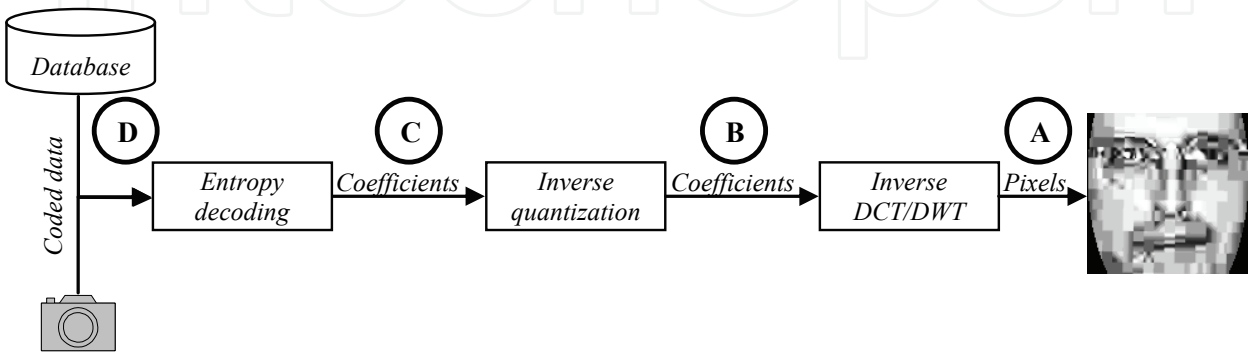 Database
D
C
B
A
Coded data
Entropy
decoding
Coefficients
Inverse
quantization
Coefficients
Inverse
DCT/DWT
Pixels